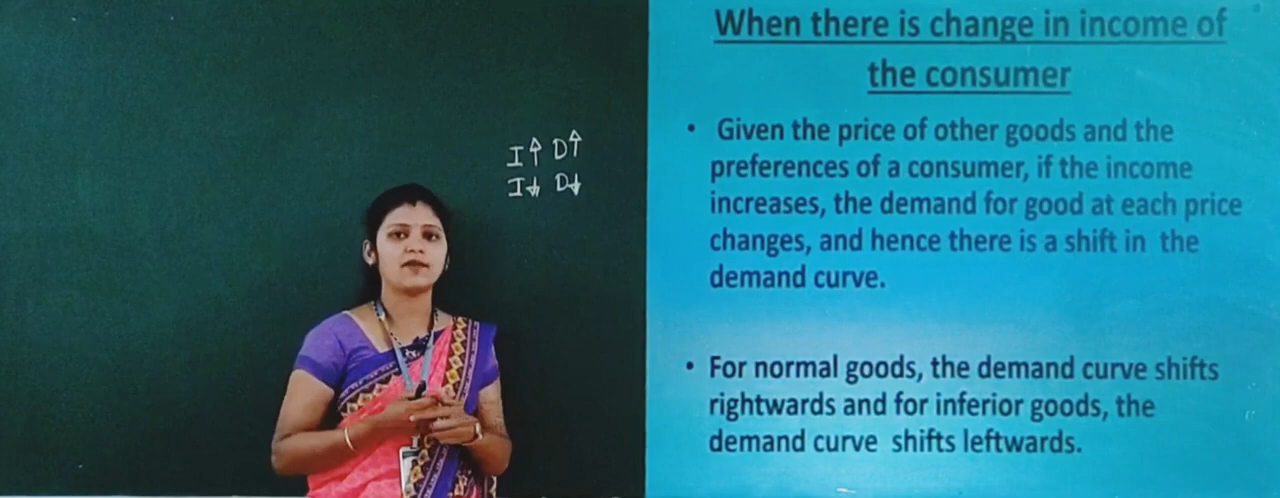 I↑ D↑
I↓ D↓
When there is change in income of
the consumer
• Given the price of other goods and the
preferences of a consumer, if the income
increases, the demand for good at each price
changes, and hence there is a shift in the
demand curve.
• For normal goods, the demand curve shifts
rightwards and for inferior goods, the
demand curve shifts leftwards.